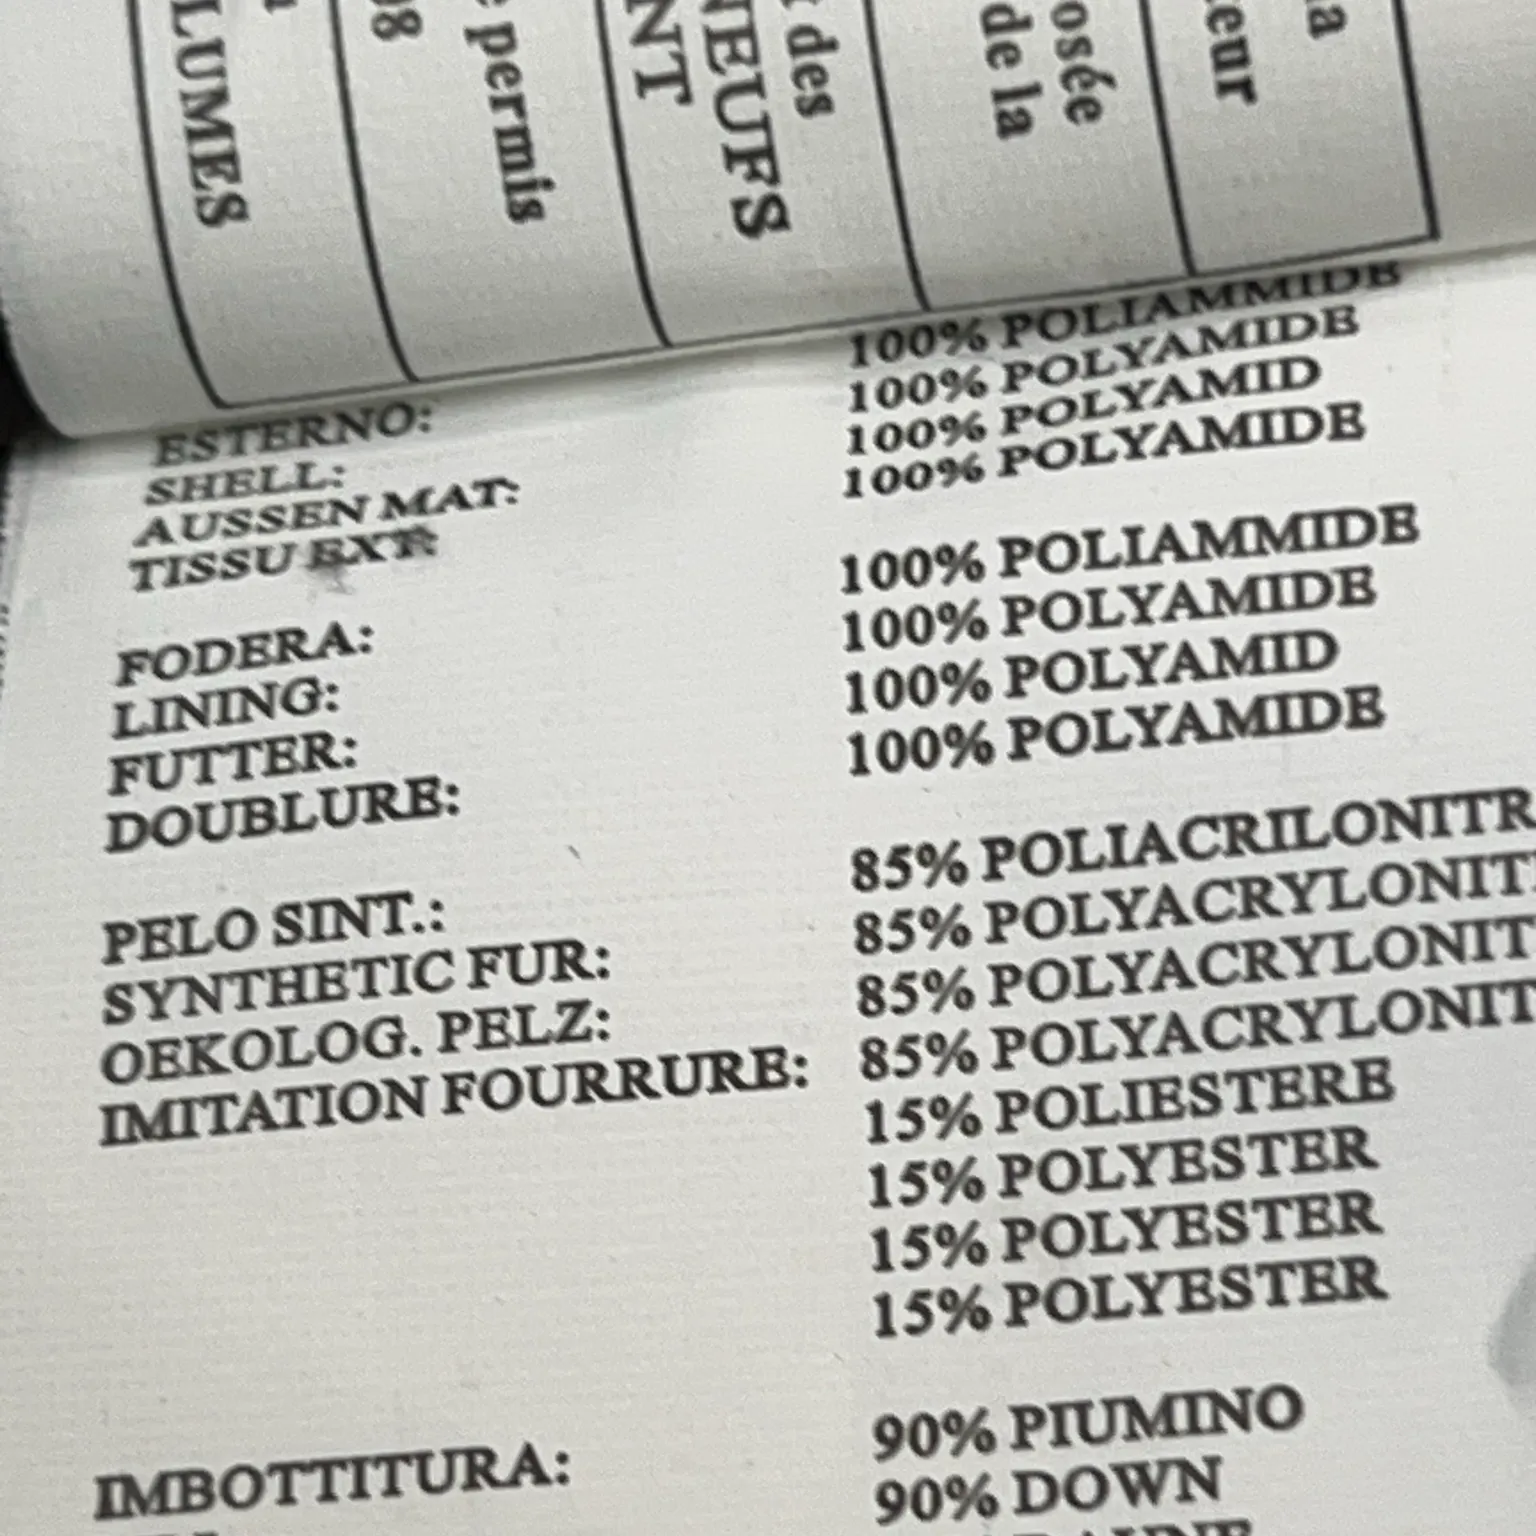 LUMES
permis
des
NEUFS
NT
osée
de la
teur
ESTERNO: 100% POLIAMMIDE
SHELL: 100% POLYAMIDE
AUSSEN MAT: 100% POLYAMID
TISSU EXT: 100% POLYAMIDE
FODERA: 100% POLIAMMIDE
LINING: 100% POLYAMIDE
FUTTER: 100% POLYAMID
DOUBLURE: 100% POLYAMIDE
PELO SINT.: 85% POLIACRILONITR
SYNTHETIC FUR: 85% POLYACRYLONIT
OEKOLOG. PELZ: 85% POLYACRYLONIT
IMITATION FOURRURE: 85% POLYACRYLONIT
15% POLIESTERE
15% POLYESTER
15% POLYESTER
15% POLYESTER
IMBOTTITURA: 90% PIUMINO
90% DOWN